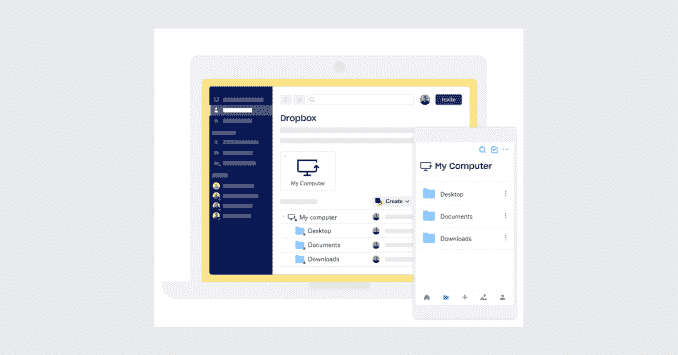 Invite
Dropbox
My Computer
Create
My computer
Desktop
Documents
Downloads
My Computer
Desktop
Documents
Downloads